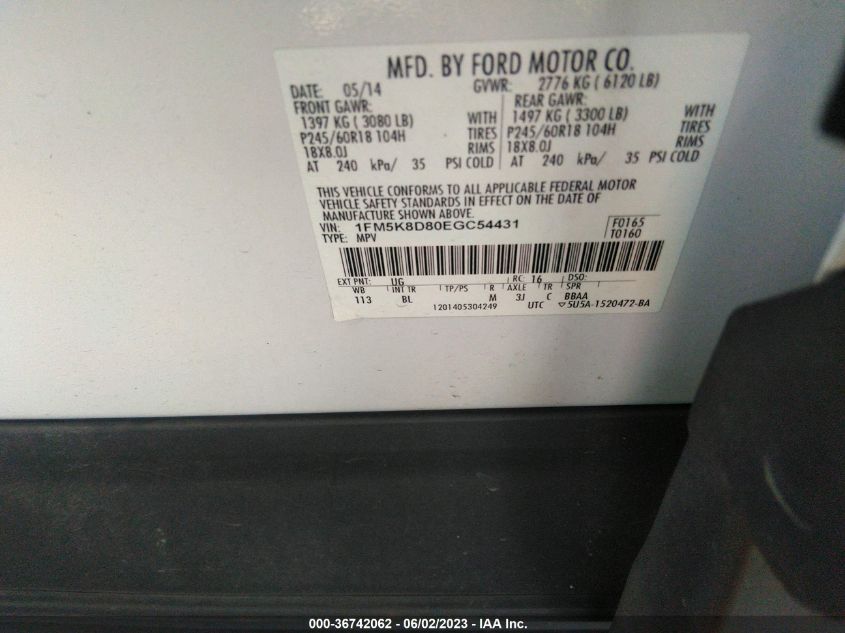 MFD. BY FORD MOTOR CO.
DATE: 05/14 GVWR: 2776 KG ( 6120 LB)
FRONT GAWR: REAR GAWR:
1397 KG ( 3080 LB) WITH 1497 KG ( 3300 LB) WITH
P245/60R18 104H TIRES P245/60R18 104H TIRES
18X8.0J RIMS 18X8.0J RIMS
AT 240 kPa/ 35 PSI COLD AT 240 kPa/ 35 PSI COLD
THIS VEHICLE CONFORMS TO ALL APPLICABLE FEDERAL MOTOR
VEHICLE SAFETY STANDARDS IN EFFECT ON THE DATE OF
MANUFACTURE SHOWN ABOVE.
VIN: 1FM5K8D80EGC54431 F0165
TYPE: MPV T0160
EXT PNT: UG RC: 16 DSO:
WB INT TR TP/PS R AXLE TR SPR
113 BL M 3J C BBAA
1201405304249 UTC ▽5U5A-1520472-BA
000-36742062 - 06/02/2023 - IAA Inc.